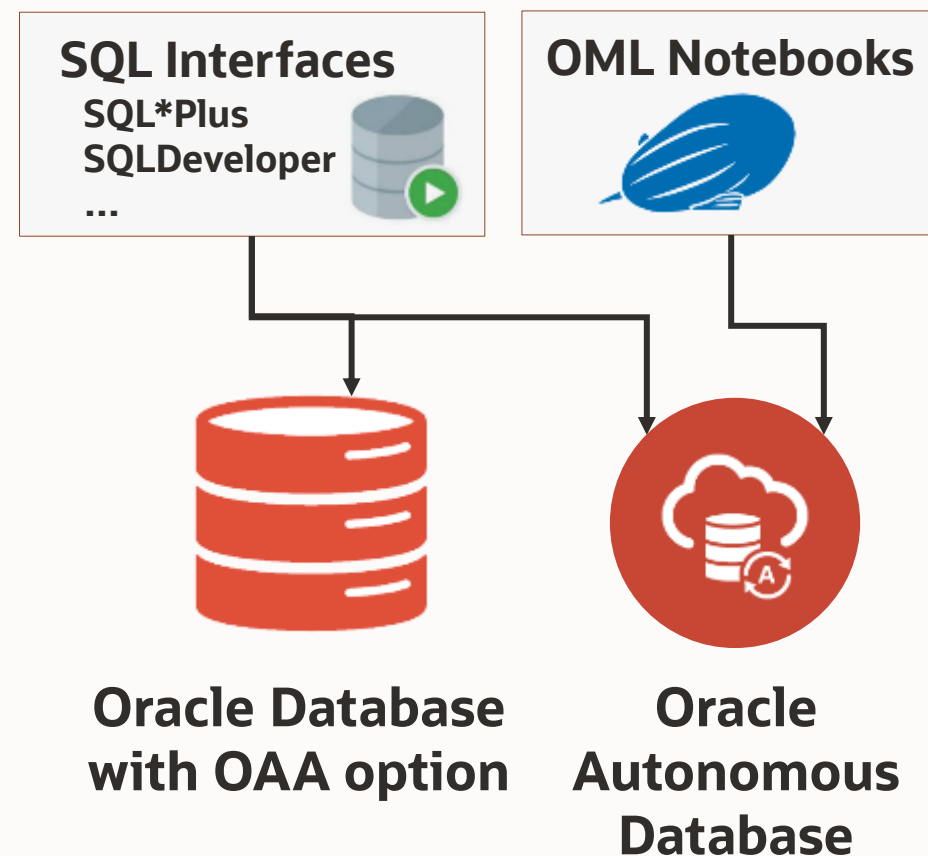 SQL Interfaces
SQL*Plus
SQLDeveloper
...
OML Notebooks
A
Oracle Database
with OAA option
Oracle
Autonomous
Database